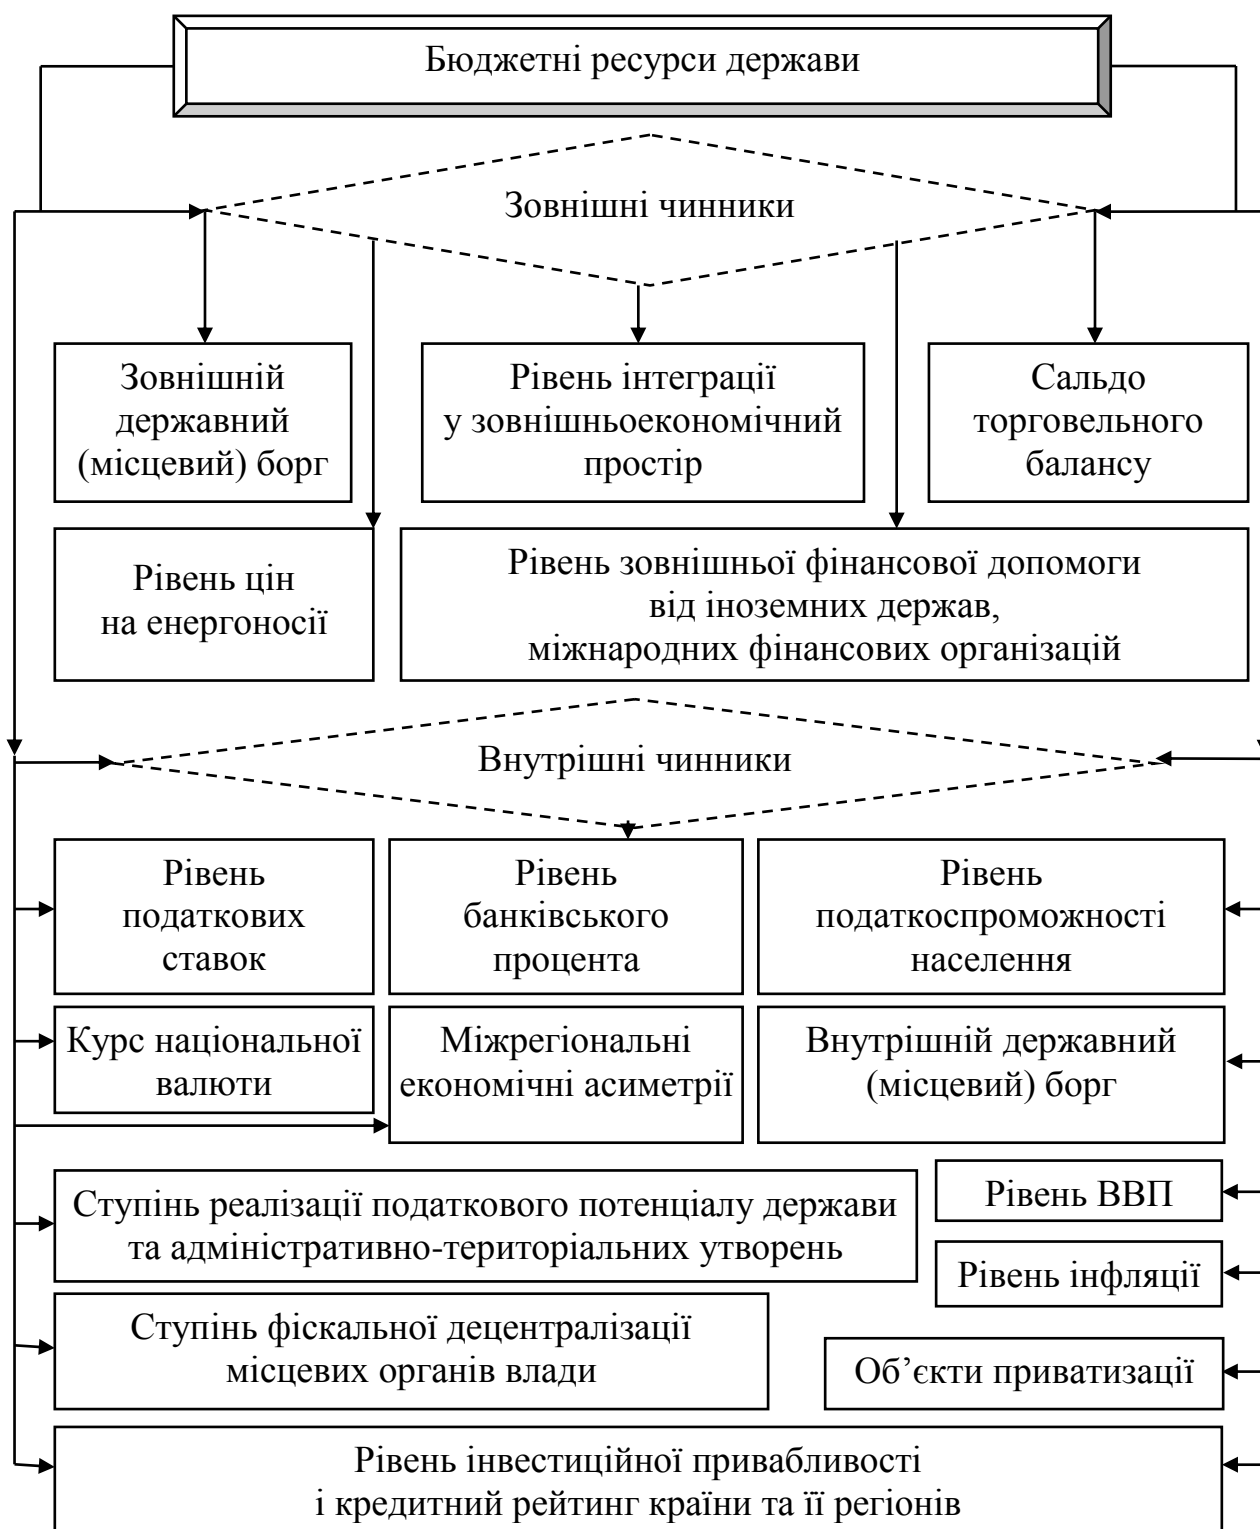 Бюджетні ресурси держави
Зовнішні чинники
Зовнішній
державний
(місцевий) борг
Рівень інтеграції
у зовнішньоекономічний
простір
Сальдо
торговельного
балансу
Рівень цін
на енергоносії
Рівень зовнішньої фінансової допомоги
від іноземних держав,
міжнародних фінансових організацій
Внутрішні чинники
Рівень
податкових
ставок
Рівень
банківського
процента
Рівень
податкоспроможності
населення
Курс національної
валюти
Міжрегіональні
економічні асиметрії
Внутрішній державний
(місцевий) борг
Ступінь реалізації податкового потенціалу держави
та адміністративно-територіальних утворень
Рівень ВВП
Рівень інфляції
Ступінь фіскальної децентралізації
місцевих органів влади
Об’єкти приватизації
Рівень інвестиційної привабливості
і кредитний рейтинг країни та її регіонів